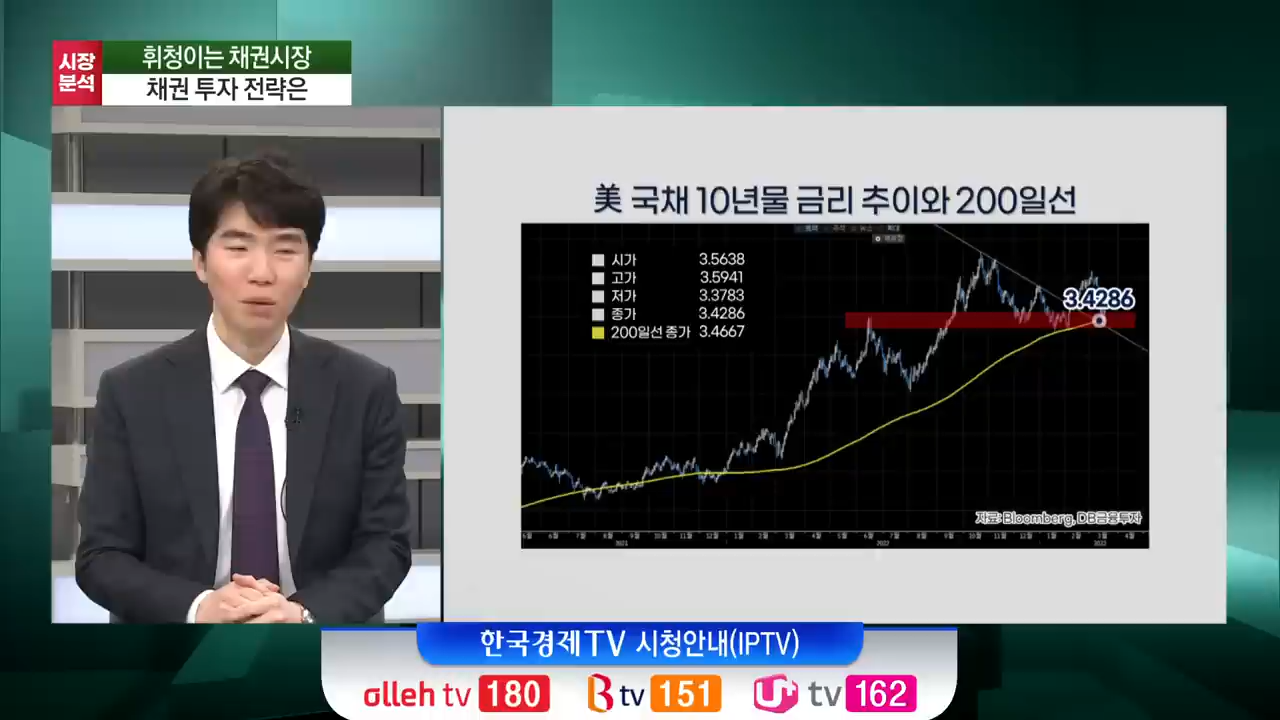 시장
분석
휘청이는 채권시장
채권 투자 전략은
美 국채 10년물 금리 추이와 200일선
시가 3.5638
고가 3.5941
저가 3.3783
종가 3.4286
200일선 종가 3.4667
3.4286
자료: Bloomberg, DB금융투자
한국경제TV 시청안내(IPTV)
alleh tv 180
B tv 151
U+ tv 162